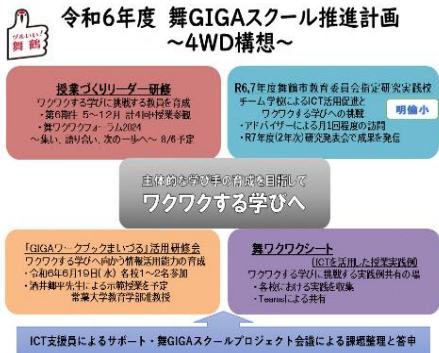 ヅルいい!
舞鶴
令和6年度 舞GIGAスクール推進計画
~4WD構想~
授業づくりリーダー研修
ワクワクする学びに挑戦する教員を育成
・第6期生 5~12月 計4回+授業参観
・舞ワクワクフォーラム2024
~集い、語り合い、次の一歩へ~ 8/6予定
R6,7年度舞鶴市教育委員会指定研究実践校
チーム学校によるICT活用促進と
ワクワクする学びへの挑戦
明倫小
・アドバイザーによる月1回程度の訪問
・R7年度(2年次)研究発表会で成果を発信
主体的な学び手の育成を目指して
ワクワクする学びへ
「GIGAワークブックまいづる」活用研修会
ワクワクする学びへ向かう情報活用能力の育成
・令和6年6月19日(水) 各校1~2名参加
・酒井郷平先生による示範授業を予定
常葉大学教育学部准教授
舞ワクワクシート
(ICTを活用した授業実践例)
ワクワクする学びに挑戦する実践例共有の場
・各校における実践を収集
・Teamsによる共有
ICT支援員によるサポート・舞GIGAスクールプロジェクト会議による課題整理と答申